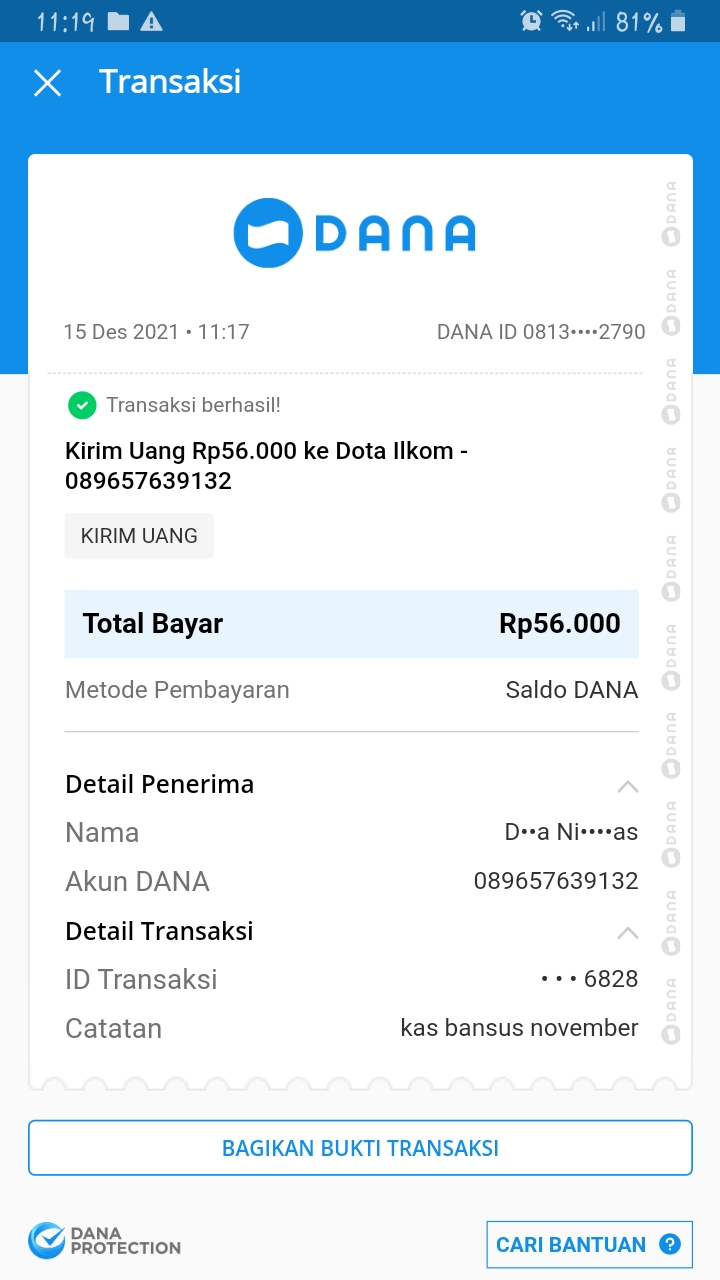 11:19 81%
Transaksi
DANA
15 Des 2021 • 11:17 DANA ID 0813••••2790
Transaksi berhasil!
Kirim Uang Rp56.000 ke Dota Ilkom -
089657639132
KIRIM UANG
Total Bayar Rp56.000
Metode Pembayaran Saldo DANA
Detail Penerima
Nama D••a Ni••••as
Akun DANA 089657639132
Detail Transaksi
ID Transaksi • • • 6828
Catatan kas bansus november
BAGIKAN BUKTI TRANSAKSI
DANA
PROTECTION
CARI BANTUAN ?
DANA
DANA
DANA
DANA
DANA
DANA
DANA
DANA
DANA
DANA